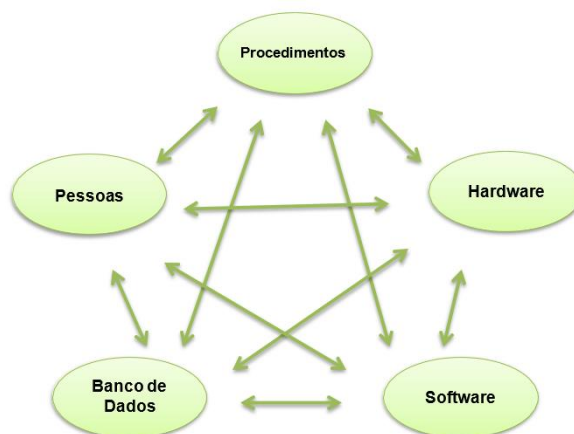 Procedimentos
Pessoas
Hardware
Banco de
Dados
Software